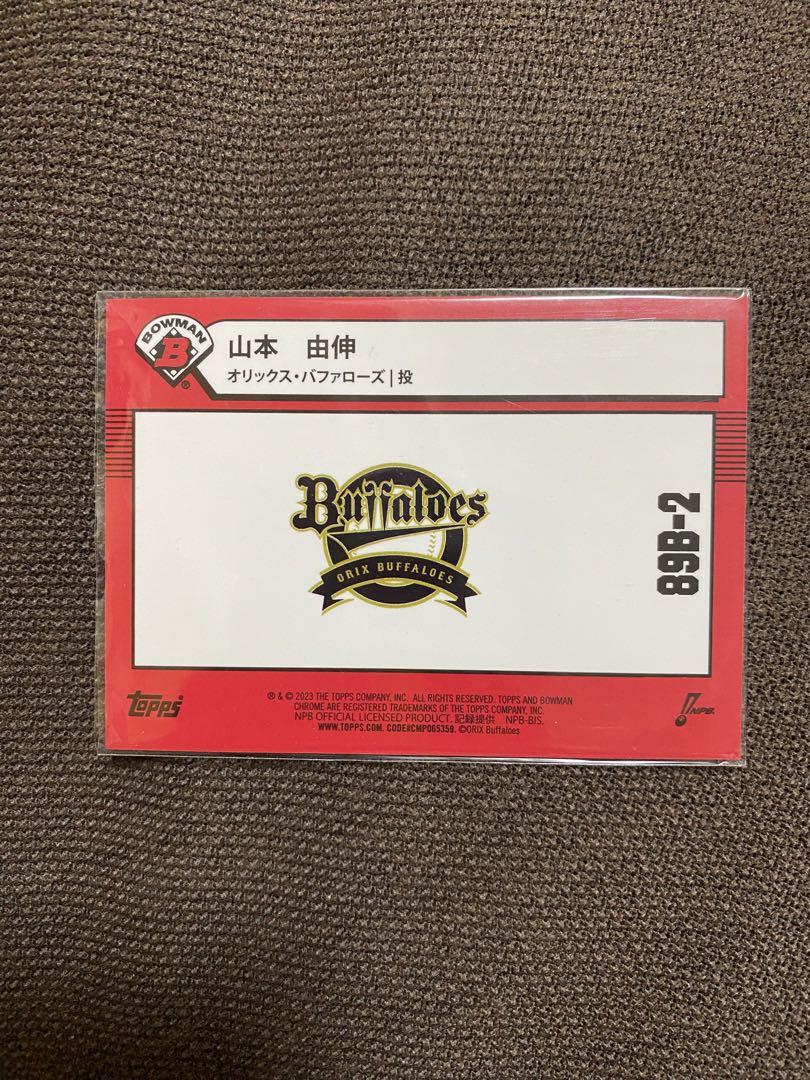 BOWMAN
B
®
山本 由伸
オリックス・バファローズ | 投
Buffaloes
ORIX BUFFALOES
89B-2
TOPPS®
® & © 2023 THE TOPPS COMPANY, INC. ALL RIGHTS RESERVED. TOPPS AND BOWMAN
CHROME ARE REGISTERED TRADEMARKS OF THE TOPPS COMPANY, INC.
NPB OFFICIAL LICENSED PRODUCT. 記録提供 NPB-BIS.
WWW.TOPPS.COM. CODE#CMP065359. ©ORIX Buffaloes
NPB.